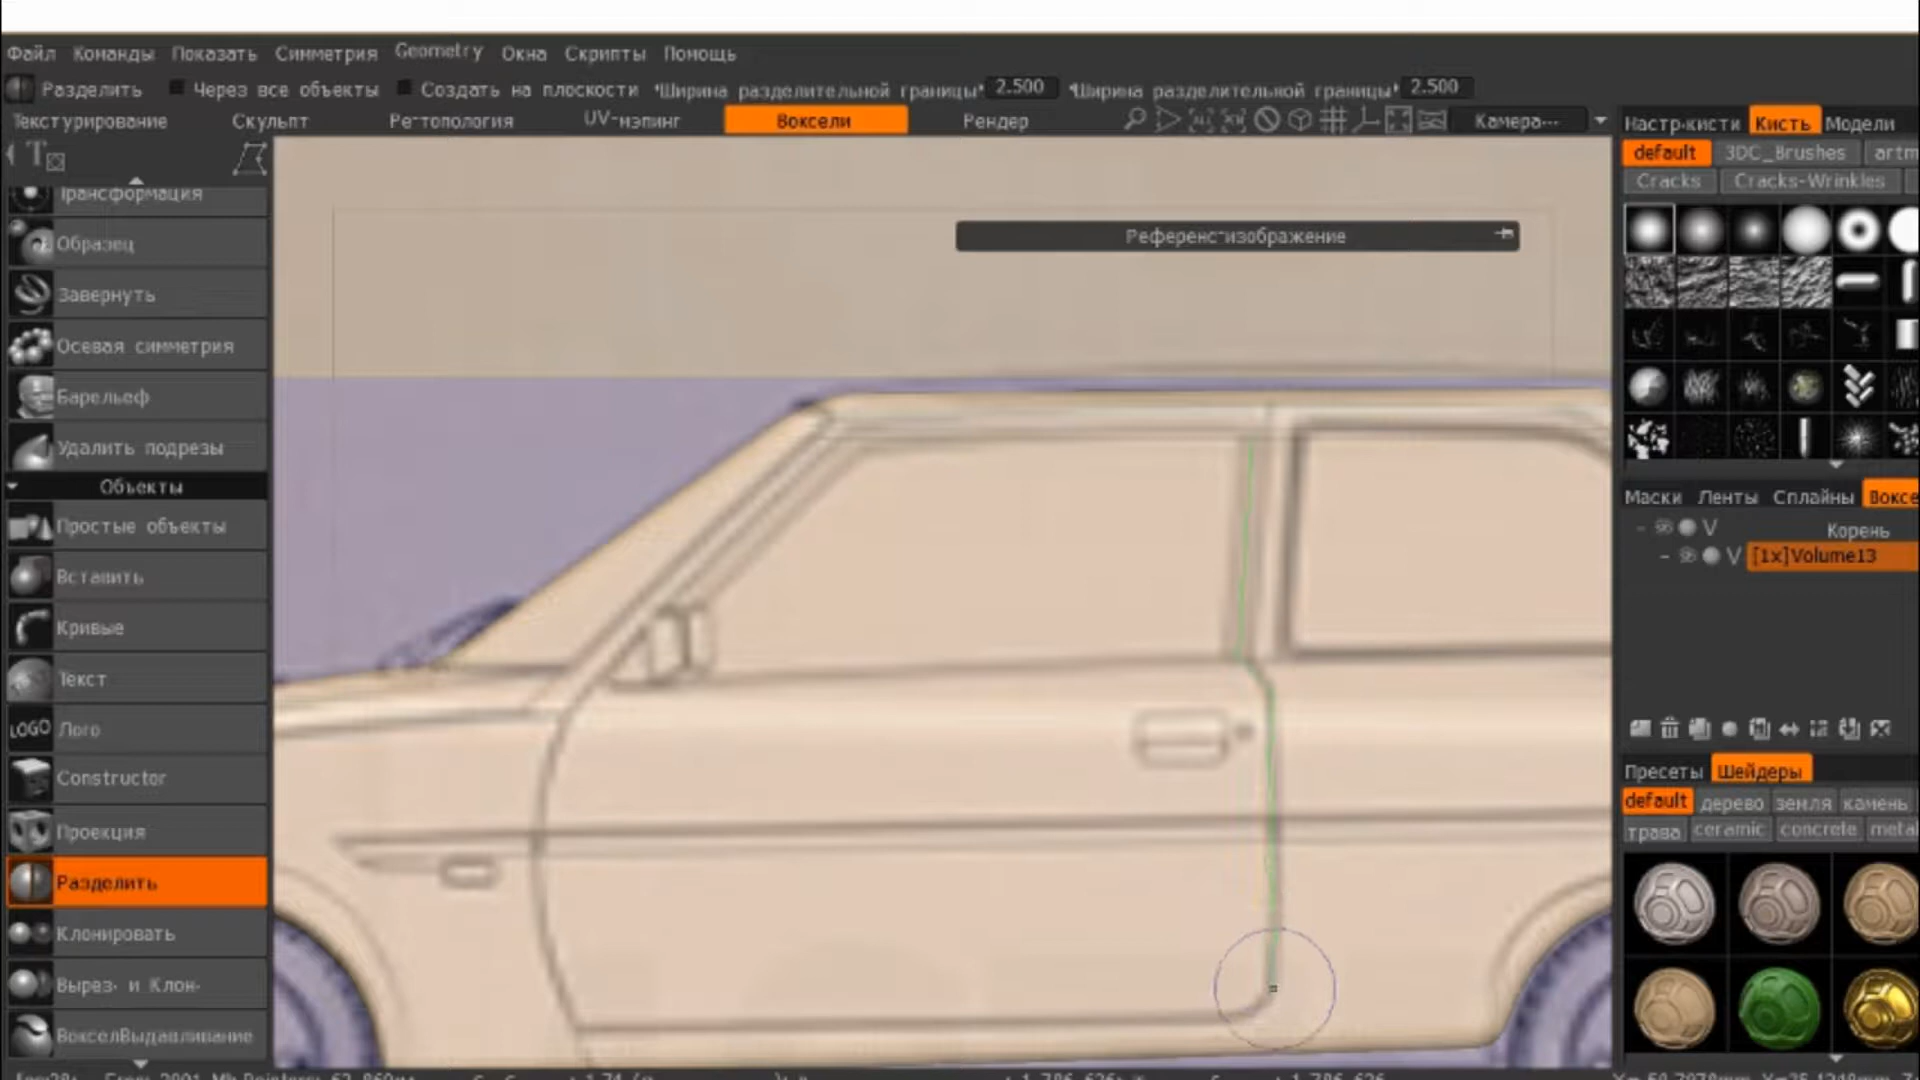 Файл Команды Показать Симметрия Geometry Окна Скрипты Помощь
Разделить Через все объекты Создать на плоскости 'Ширина разделительной границы' 2.500 'Ширина разделительной границы' 2.500
Текстурирование Скульпт Ретопология UV-мэпинг Воксели Рендер Камера
Настр.кисти Кисть Модели
default 3DC_Brushes artm
Cracks Cracks-Wrinkles
Трансформация
Образец
Референс-изображение
Завернуть
Осевая симметрия
Барельеф
Удалить подрезы
Объекты
Маски Ленты Сплайны Воксе
Простые объекты
V Корень
V [1x]Volume13
Вставить
Кривые
Текст
LOGO Лого
Constructor
Пресеты Шейдеры
default дерево земля камень
трава ceramic concrete metal
Проекция
Разделить
Клонировать
Вырез. и Клон.
ВокселВыдавливание